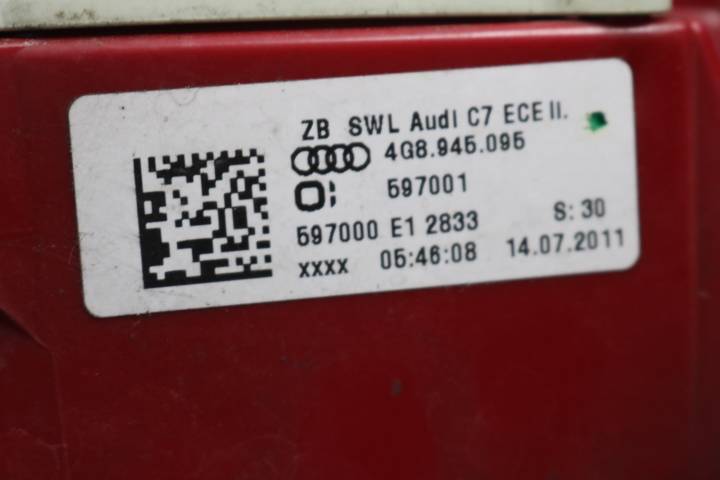 ZB SWL Audi C7 ECE II.
4G8.945.095
597001
597000 E1 2833 S: 30
xxxx 05:46:08 14.07.2011